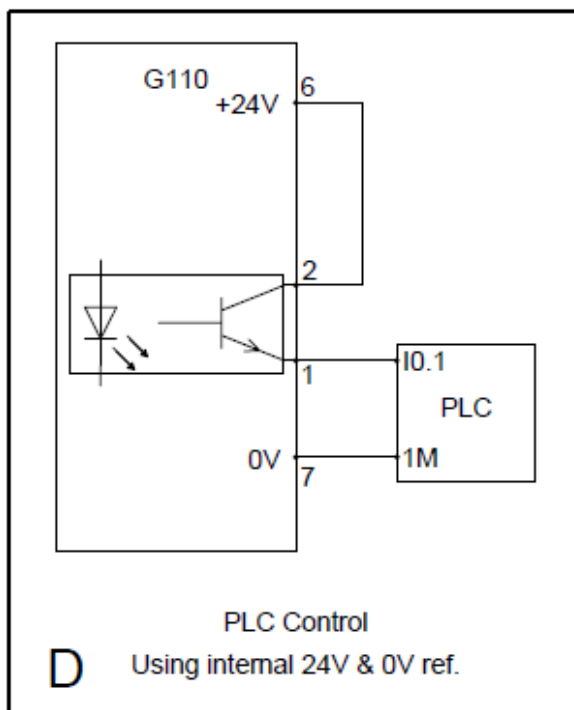 G110
+24V
6
2
1
I0.1
PLC
0V
1M
7
PLC Control
D
Using internal 24V & 0V ref.